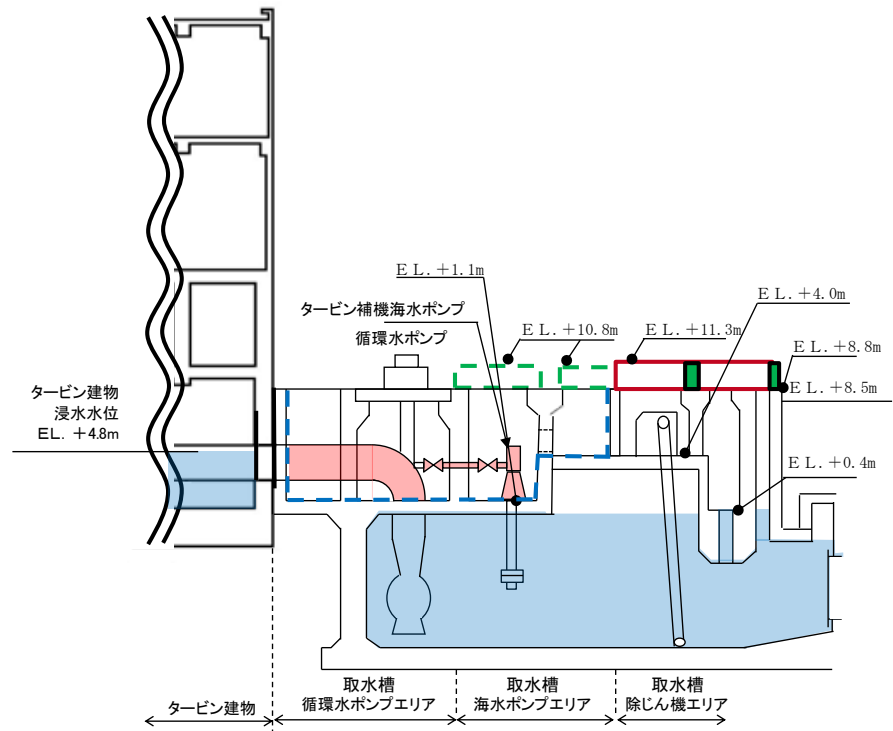 ＥＬ.＋1.1m
タービン補機海水ポンプ
循環水ポンプ
ＥＬ.＋10.8m
ＥＬ.＋11.3m
ＥＬ.＋4.0m
ＥＬ.＋8.8m
ＥＬ.＋8.5m
タービン建物
浸水水位
EL. ＋4.8m
ＥＬ.＋0.4m
タービン建物
取水槽
循環水ポンプエリア
取水槽
海水ポンプエリア
取水槽
除じん機エリア